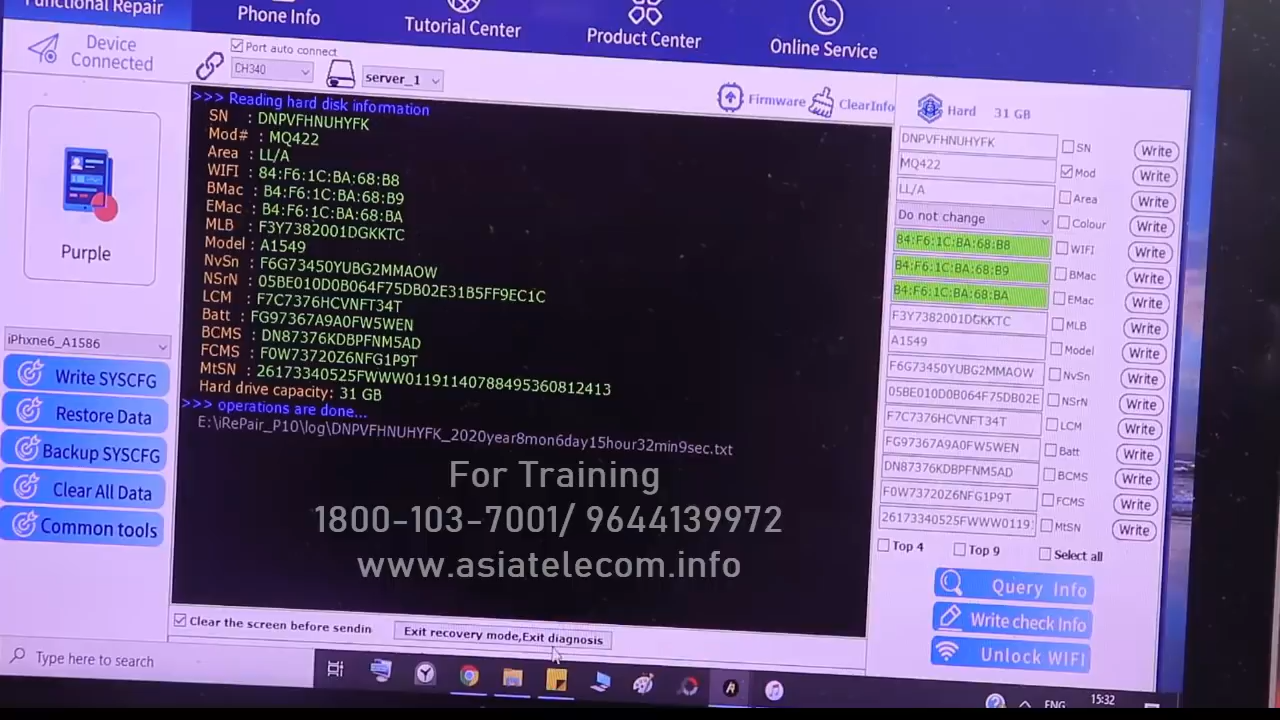 Functional Repair
Phone Info
Tutorial Center
Product Center
Online Service
Device
Connected
Port auto connect
CH340
server_1
Firmware
ClearInfo
Hard 31 GB
Purple
iPhxne6_A1586
Write SYSCFG
Restore Data
Backup SYSCFG
Clear All Data
Common tools
>>> Reading hard disk information
SN : DNPVFHNUHYFK
Mod# : MQ422
Area : LL/A
WIFI : 84:F6:1C:BA:68:B8
BMac : B4:F6:1C:BA:68:B9
EMac : B4:F6:1C:BA:68:BA
MLB : F3Y7382001DGKKTC
Model : A1549
NvSn : F6G73450YUBG2MMAOW
NSrN : 05BE010D0B064F75DB02E31B5FF9EC1C
LCM : F7C7376HCVNFT34T
Batt : FG97367A9A0FW5WEN
BCMS : DN87376KDBPFNM5AD
FCMS : F0W73720Z6NFG1P9T
MtSN : 26173340525FWWW01191140788495360812413
Hard drive capacity: 31 GB
>>> operations are done...
E:\iRePair_P10\log\DNPVFHNUHYFK_2020year8mon6day15hour32min9sec.txt
For Training
1800-103-7001/ 9644139972
www.asiatelecom.info
DNPVFHNUHYFK SN Write
MQ422 Mod Write
LL/A Area Write
Do not change Colour Write
B4:F6:1C:BA:68:B8 WIFI Write
B4:F6:1C:BA:68:B9 BMac Write
B4:F6:1C:BA:68:BA EMac Write
F3Y7382001DGKKTC MLB Write
A1549 Model Write
F6G73450YUBG2MMAOW NvSn Write
05BE010D0B064F75DB02E NSrN Write
F7C7376HCVNFT34T LCM Write
FG97367A9A0FW5WEN Batt Write
DN87376KDBPFNM5AD BCMS Write
F0W73720Z6NFG1P9T FCMS Write
26173340525FWWW0119 MtSN Write
Top 4 Top 9 Select all
Query Info
Write check Info
Unlock WIFI
Clear the screen before sendin
Exit recovery mode,Exit diagnosis
Type here to search
ENG
15:32